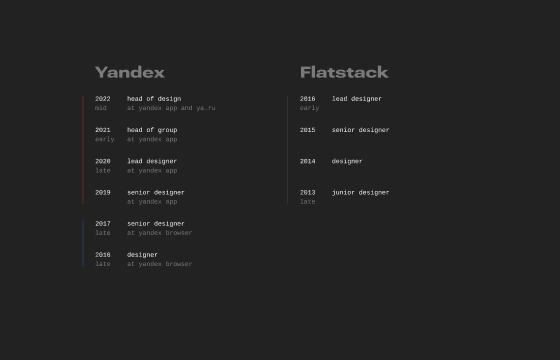 Yandex
2022 head of design
mid at yandex app and ya.ru
2021 head of group
early at yandex app
2020 lead designer
late at yandex app
2019 senior designer
at yandex app
2017 senior designer
late at yandex browser
2016 designer
late at yandex browser
Flatstack
2016 lead designer
early
2015 senior designer
2014 designer
2013 junior designer
late